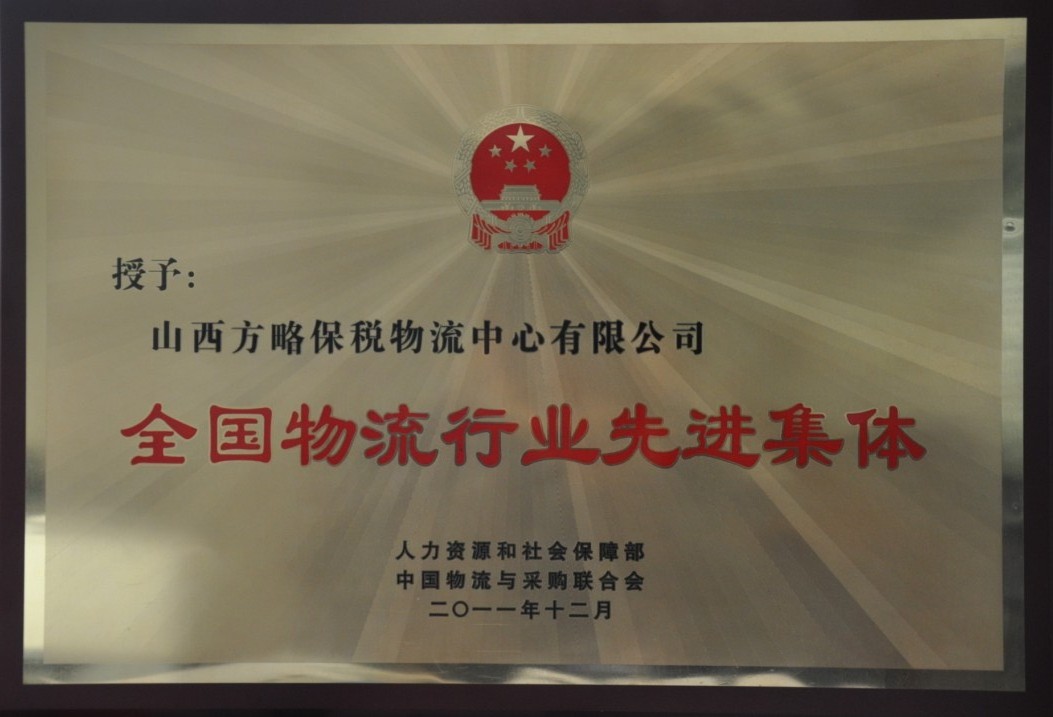 授予：
山西方略保税物流中心有限公司
全国物流行业先进集体
人力资源和社会保障部
中国物流与采购联合会
二〇一一年十二月